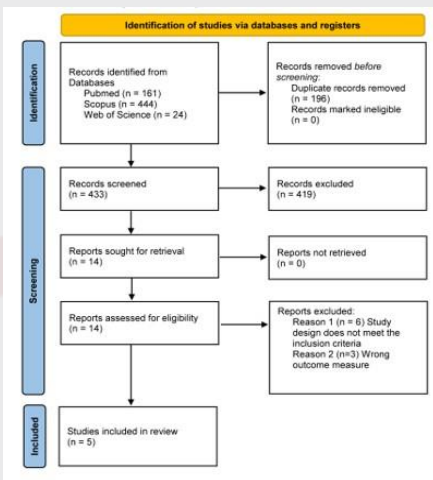 Identification of studies via databases and registers
Identification
Records identified from
Databases
Pubmed (n = 161)
Scopus (n = 444)
Web of Science (n = 24)
Records removed before
screening:
Duplicate records removed
(n = 196)
Records marked ineligible
(n = 0)
Screening
Records screened
(n = 433)
Records excluded
(n = 419)
Reports sought for retrieval
(n = 14)
Reports not retrieved
(n = 0)
Reports assessed for eligibility
(n = 14)
Reports excluded:
Reason 1 (n = 6) Study
design does not meet the
inclusion criteria
Reason 2 (n=3) Wrong
outcome measure
Included
Studies included in review
(n = 5)